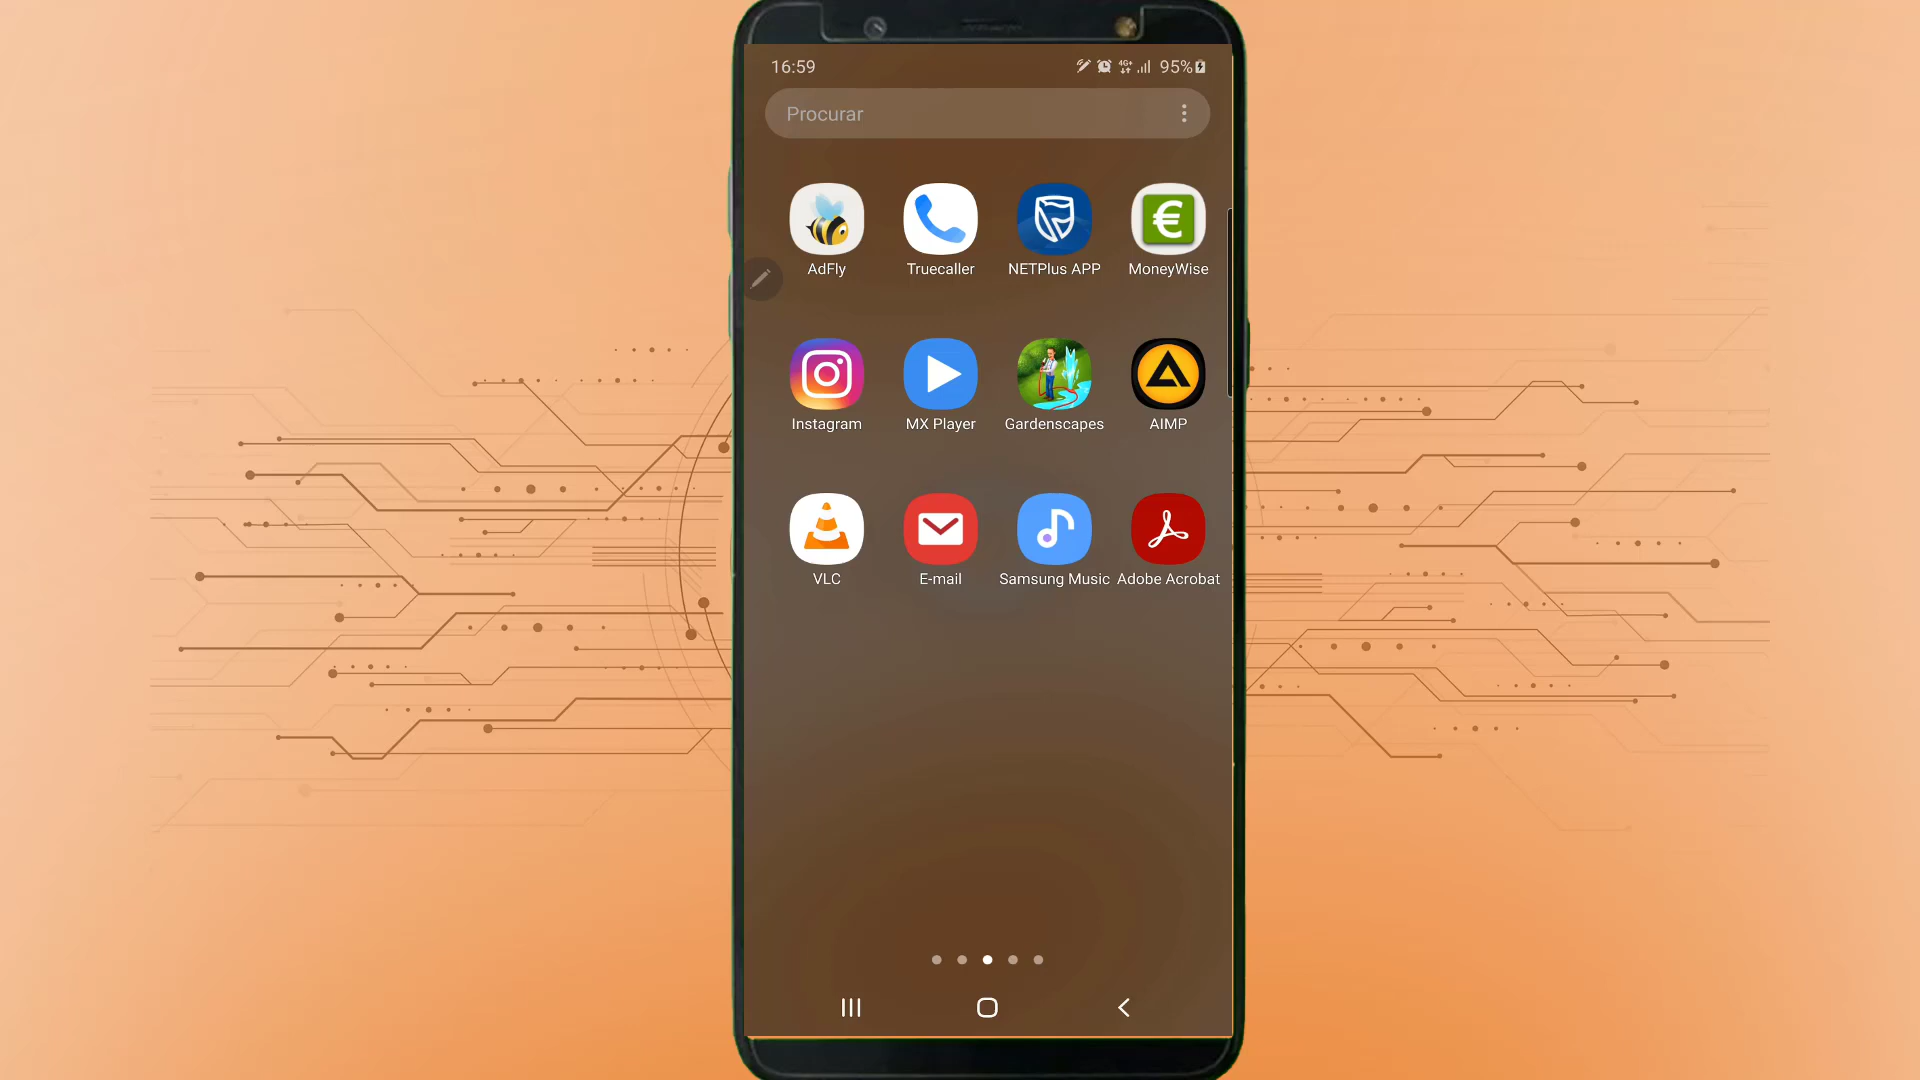 16:59 4G+ 95%
Procurar
AdFly Truecaller NETPlus APP MoneyWise
€
Instagram MX Player Gardenscapes AIMP
VLC E-mail Samsung Music Adobe Acrobat